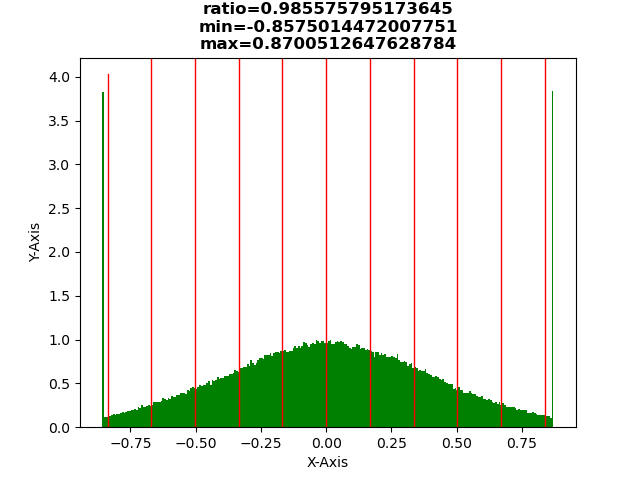 ratio=0.985575795173645
min=-0.8575014472007751
max=0.8700512647628784
4.0
3.5
3.0
2.5
2.0
1.5
1.0
0.5
0.0
Y-Axis
−0.75 −0.50 −0.25 0.00 0.25 0.50 0.75
X-Axis